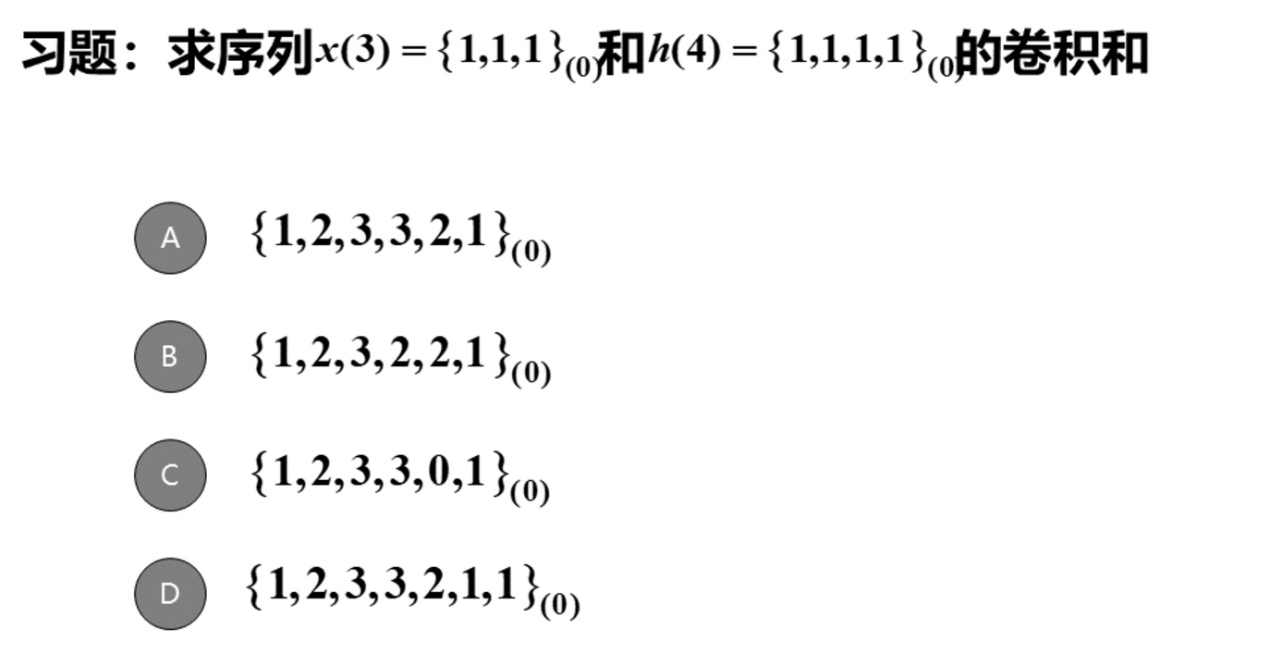 习题：求序列x(3) = {1,1,1}(0)和h(4) = {1,1,1,1}(0)的卷积和
A {1,2,3,3,2,1}(0)
B {1,2,3,2,2,1}(0)
C {1,2,3,3,0,1}(0)
D {1,2,3,3,2,1,1}(0)